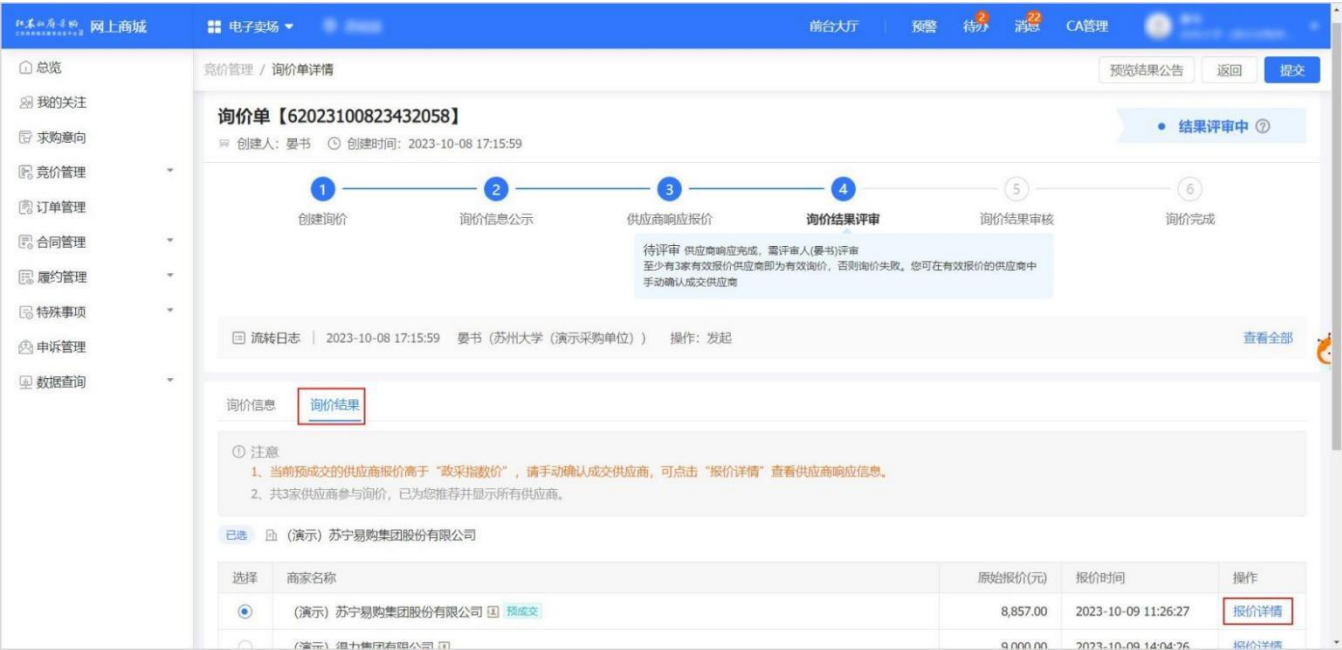 网上商城
电子卖场
前台大厅 预警 待办 2 消息 22 CA管理
总览
我的关注
求购意向
竞价管理
订单管理
合同管理
履约管理
特殊事项
申诉管理
数据查询
竞价管理 / 询价单详情
预览结果公告 返回 提交
询价单【62023100823432058】
创建人：晏书 创建时间：2023-10-08 17:15:59
结果评审中
1 2 3 4 5 6
创建询价 询价信息公示 供应商响应报价 询价结果评审 询价结果审核 询价完成
待评审 供应商响应完成，需评审人(晏书)评审
至少有3家有效报价供应商即为有效询价，否则询价失败。您可在有效报价的供应商中
手动确认成交供应商
流转日志 | 2023-10-08 17:15:59 晏书（苏州大学（演示采购单位）） 操作：发起 查看全部
询价信息 询价结果
注意
1、当前预成交的供应商报价高于“政采指数价”，请手动确认成交供应商，可点击“报价详情”查看供应商响应信息。
2、共3家供应商参与询价，已为您推荐并显示所有供应商。
已选 （演示）苏宁易购集团股份有限公司
选择 商家名称 原始报价(元) 报价时间 操作
（演示）苏宁易购集团股份有限公司 预成交 8,857.00 2023-10-09 11:26:27 报价详情
（演示）得力集团有限公司 9,000.00 2023-10-09 14:04:26 报价详情